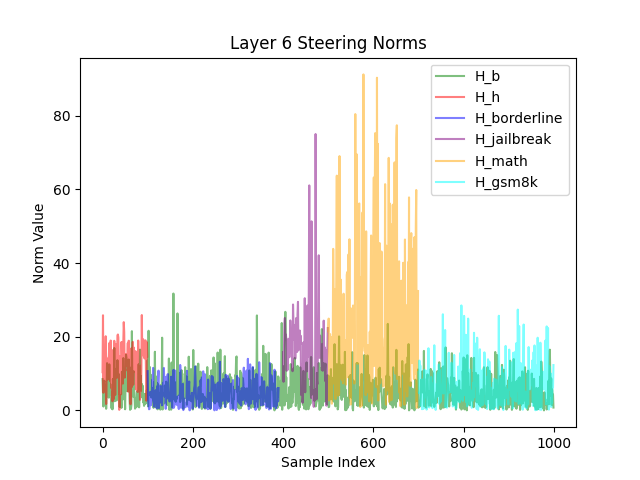 Layer 6 Steering Norms
H_b
H_h
H_borderline
H_jailbreak
H_math
H_gsm8k
Norm Value
80
60
40
20
0
0 200 400 600 800 1000
Sample Index